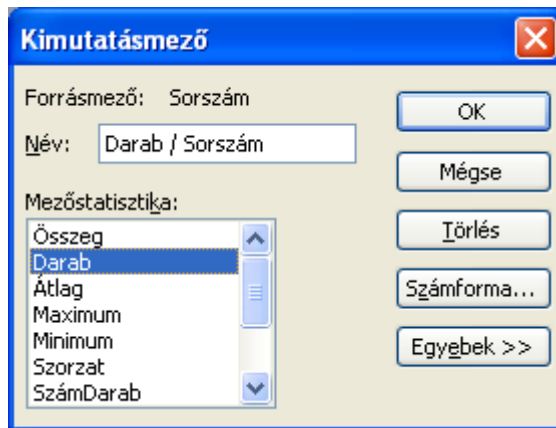 Kimutatásmező
Forrásmező: Sorszám
Név: Darab / Sorszám
Mezőstatisztika:
Összeg
Darab
Átlag
Maximum
Minimum
Szorzat
SzámDarab
OK
Mégse
Törlés
Számforma...
Egyebek >>